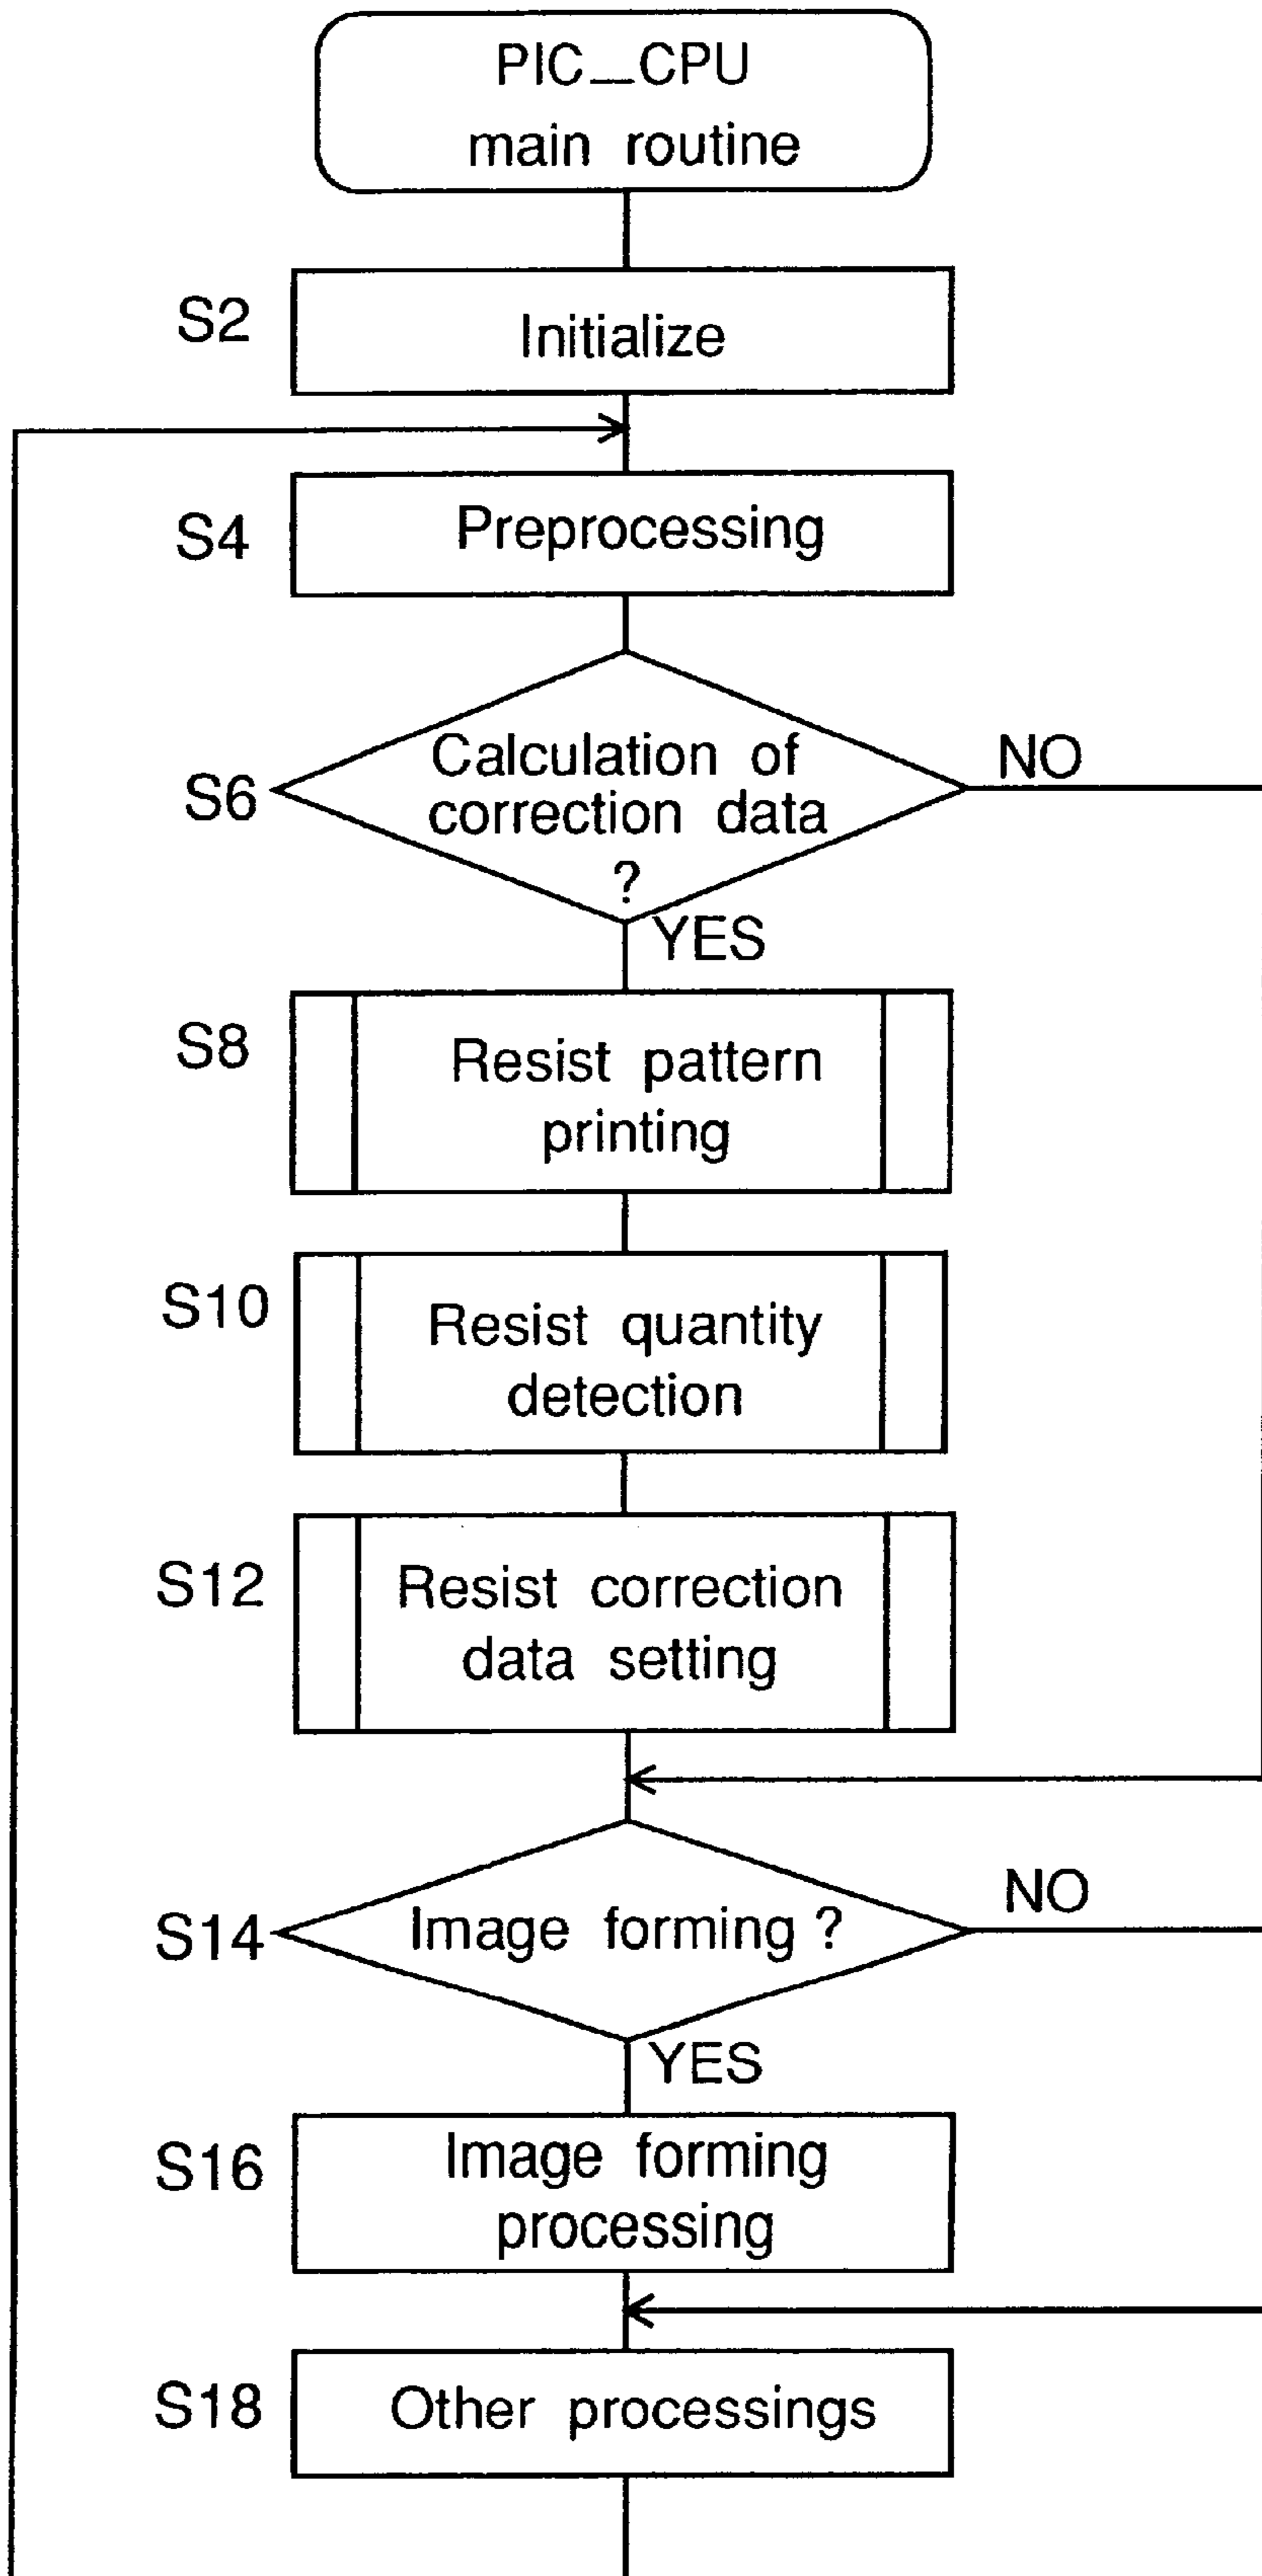 PIC_CPU
main routine
S2
Initialize
S4
Preprocessing
S6
Calculation of
correction data
?
NO
YES
S8
Resist pattern
printing
S10
Resist quantity
detection
S12
Resist correction
data setting
S14
Image forming ?
NO
YES
S16
Image forming
processing
S18
Other processings